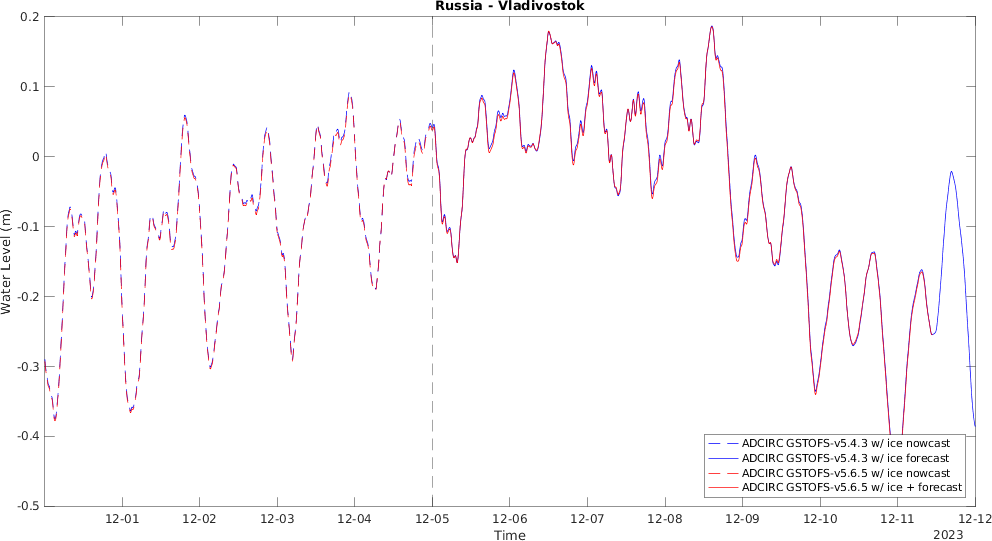 Russia - Vladivostok
Water Level (m)
0.2
0.1
0
-0.1
-0.2
-0.3
-0.4
-0.5
ADCIRC GSTOFS-v5.4.3 w/ ice nowcast
ADCIRC GSTOFS-v5.4.3 w/ ice forecast
ADCIRC GSTOFS-v5.6.5 w/ ice nowcast
ADCIRC GSTOFS-v5.6.5 w/ ice + forecast
12-01 12-02 12-03 12-04 12-05 12-06 12-07 12-08 12-09 12-10 12-11 12-12
Time
2023